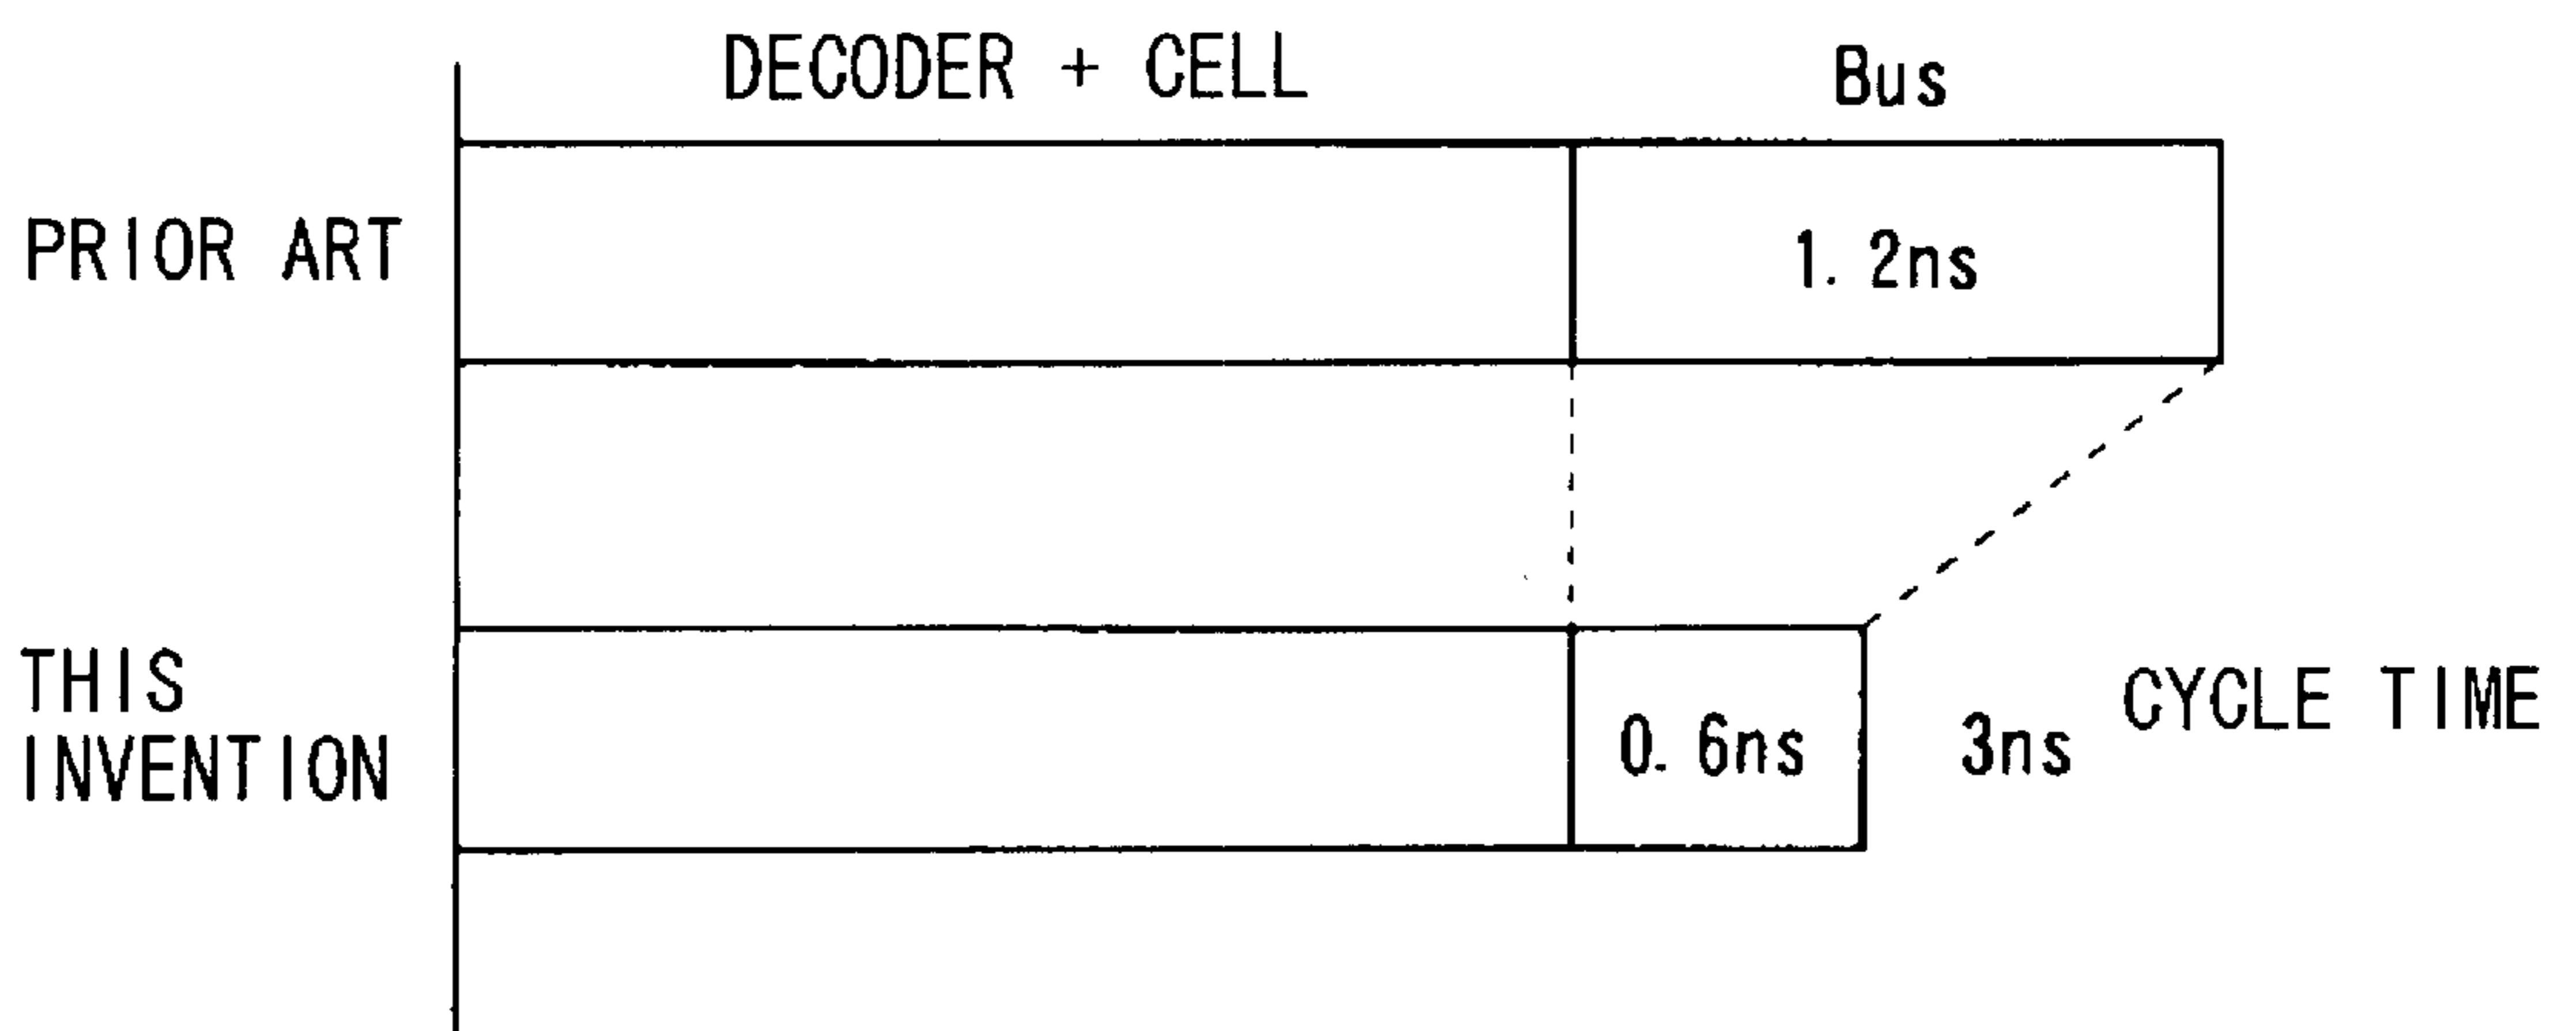 DECODER + CELL
Bus
PRIOR ART
1. 2ns
THIS
INVENTION
0. 6ns
3ns
CYCLE TIME